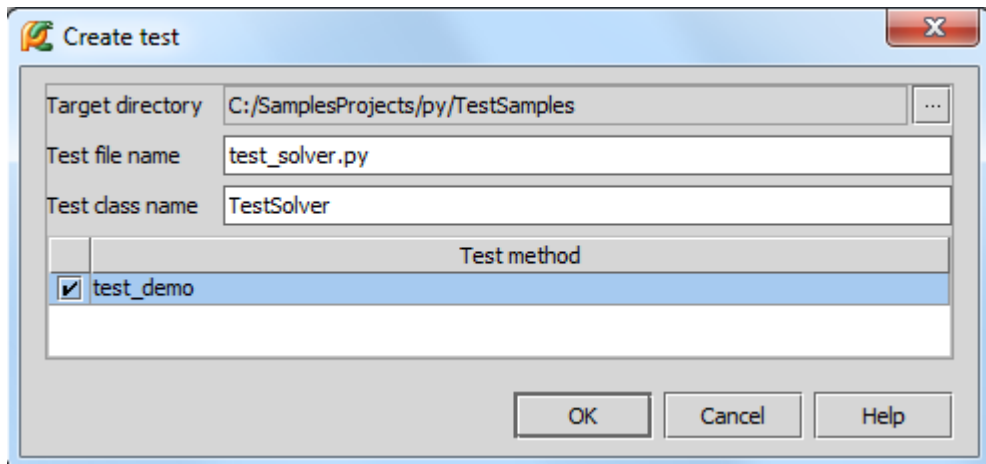 Create test
Target directory C:/SamplesProjects/py/TestSamples ...
Test file name test_solver.py
Test class name TestSolver
Test method
test_demo
OK Cancel Help